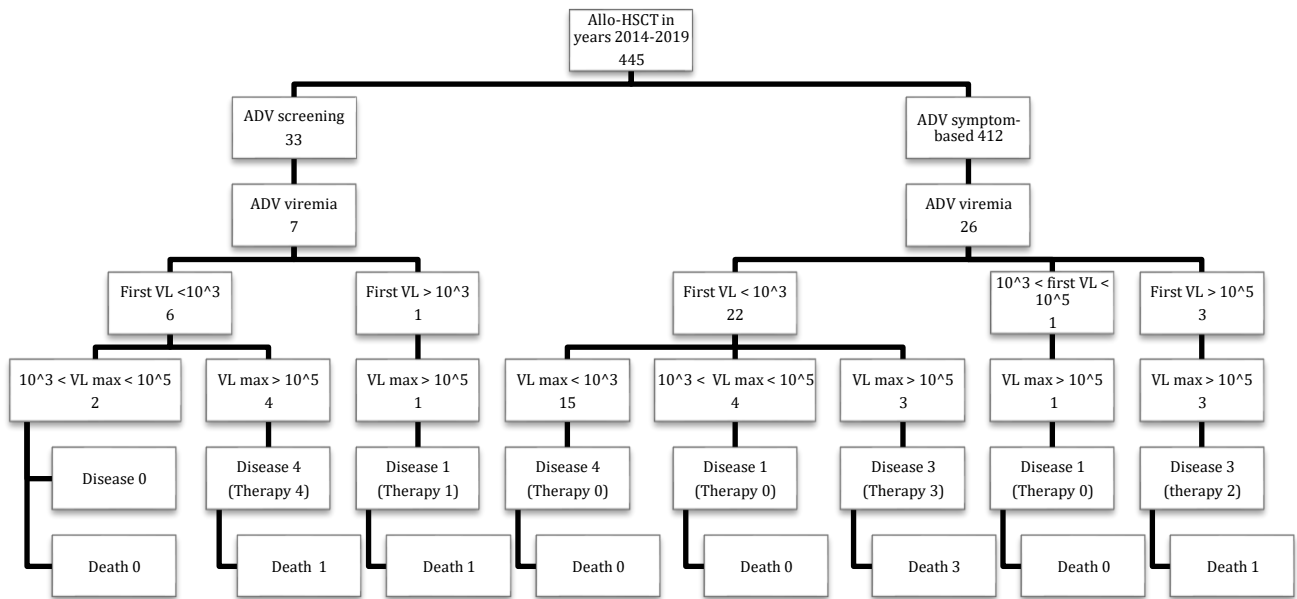 Allo-HSCT in
years 2014-2019
445
ADV screening
33
ADV symptom-
based 412
ADV viremia
7
ADV viremia
26
First VL <10^3
6
First VL > 10^3
1
First VL < 10^3
22
10^3 < first VL <
10^5
1
First VL > 10^5
3
10^3 < VL max < 10^5
2
VL max > 10^5
4
VL max > 10^5
1
VL max < 10^3
15
10^3 < VL max < 10^5
4
VL max > 10^5
3
VL max > 10^5
1
VL max > 10^5
3
Disease 0
Disease 4
(Therapy 4)
Disease 1
(Therapy 1)
Disease 4
(Therapy 0)
Disease 1
(Therapy 0)
Disease 3
(Therapy 3)
Disease 1
(Therapy 0)
Disease 3
(therapy 2)
Death 0
Death 1
Death 1
Death 0
Death 0
Death 3
Death 0
Death 1